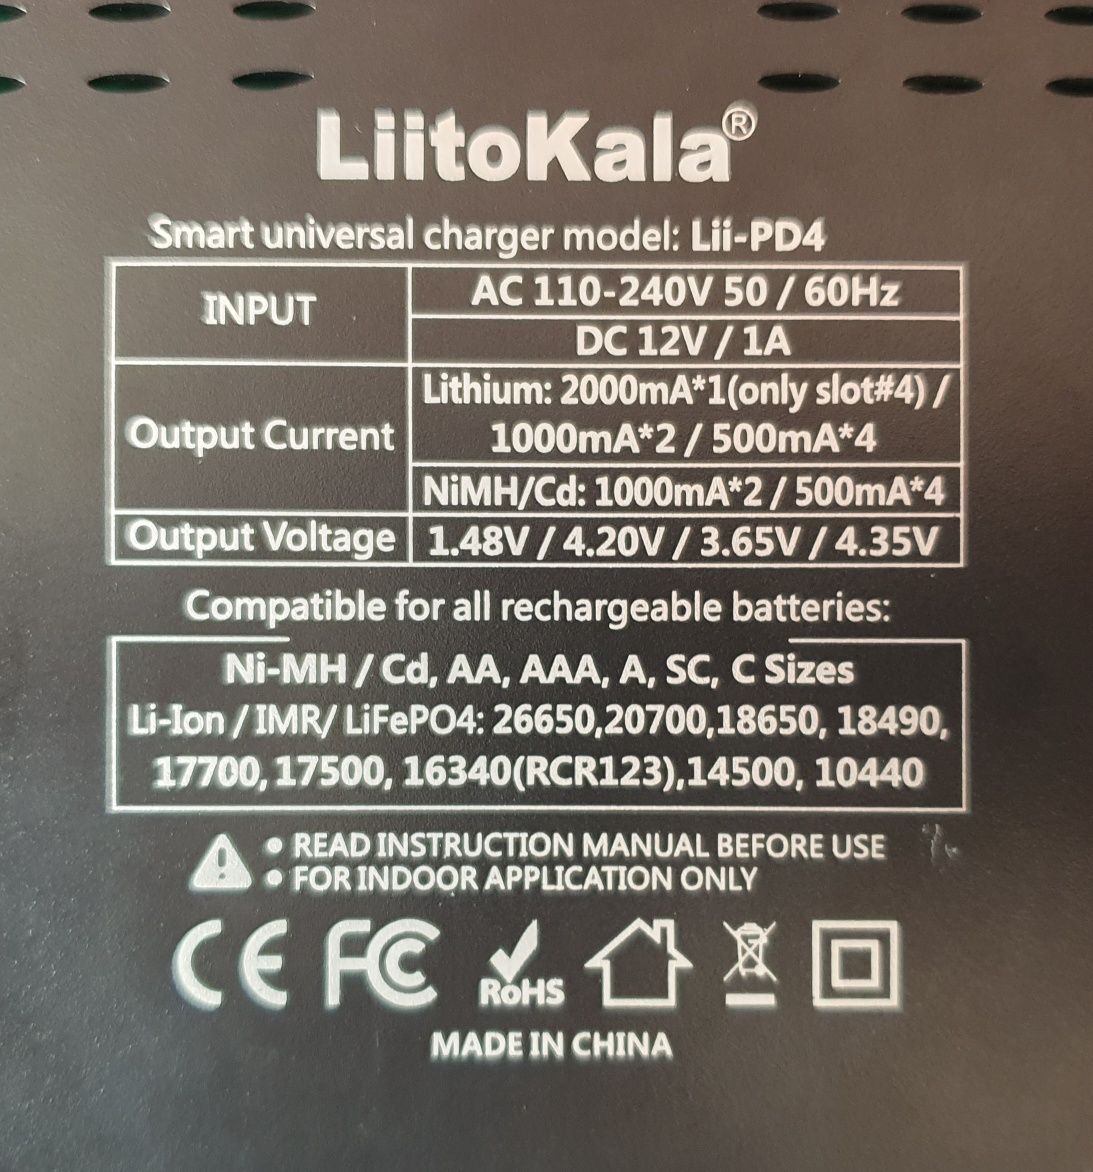 LiitoKala®
Smart universal charger model: Lii-PD4
INPUT
AC 110-240V 50 / 60Hz
DC 12V / 1A
Output Current
Lithium: 2000mA*1(only slot#4) /
1000mA*2 / 500mA*4
NiMH/Cd: 1000mA*2 / 500mA*4
Output Voltage
1.48V / 4.20V / 3.65V / 4.35V
Compatible for all rechargeable batteries:
Ni-MH / Cd, AA, AAA, A, SC, C Sizes
Li-Ion / IMR/ LiFePO4: 26650,20700,18650, 18490,
17700, 17500, 16340(RCR123),14500, 10440
• READ INSTRUCTION MANUAL BEFORE USE
• FOR INDOOR APPLICATION ONLY
CE FC RoHS
MADE IN CHINA